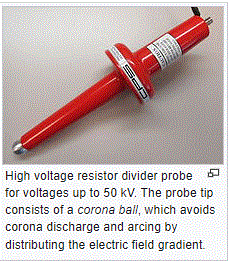 High voltage resistor divider probe
for voltages up to 50 kV. The probe tip
consists of a corona ball, which avoids
corona discharge and arcing by
distributing the electric field gradient.